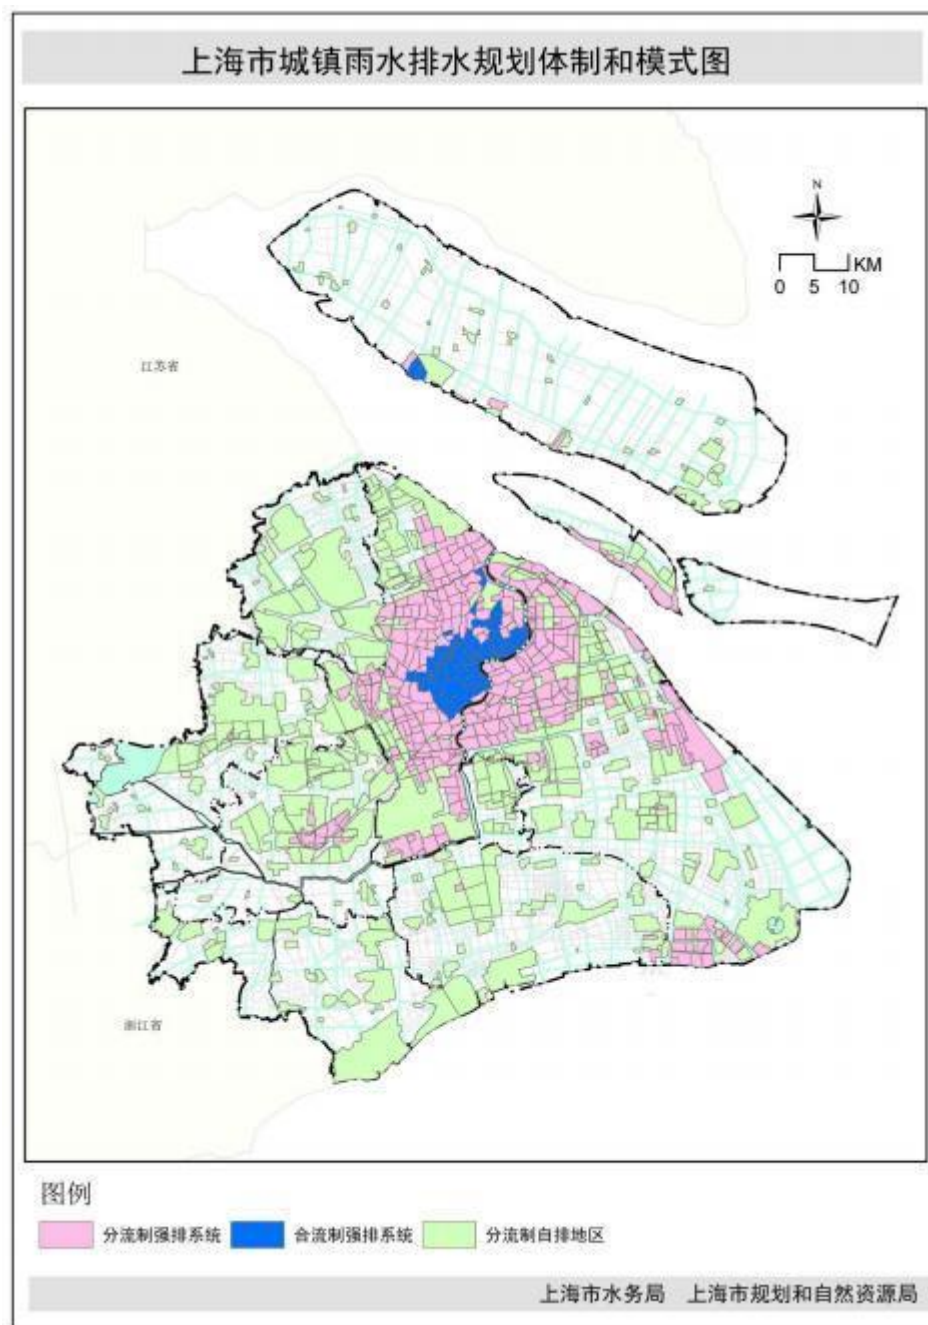 上海市城镇雨水排水规划体制和模式图
N
KM
0 5 10
江苏省
浙江省
图例
分流制强排系统 合流制强排系统 分流制自排地区
上海市水务局 上海市规划和自然资源局